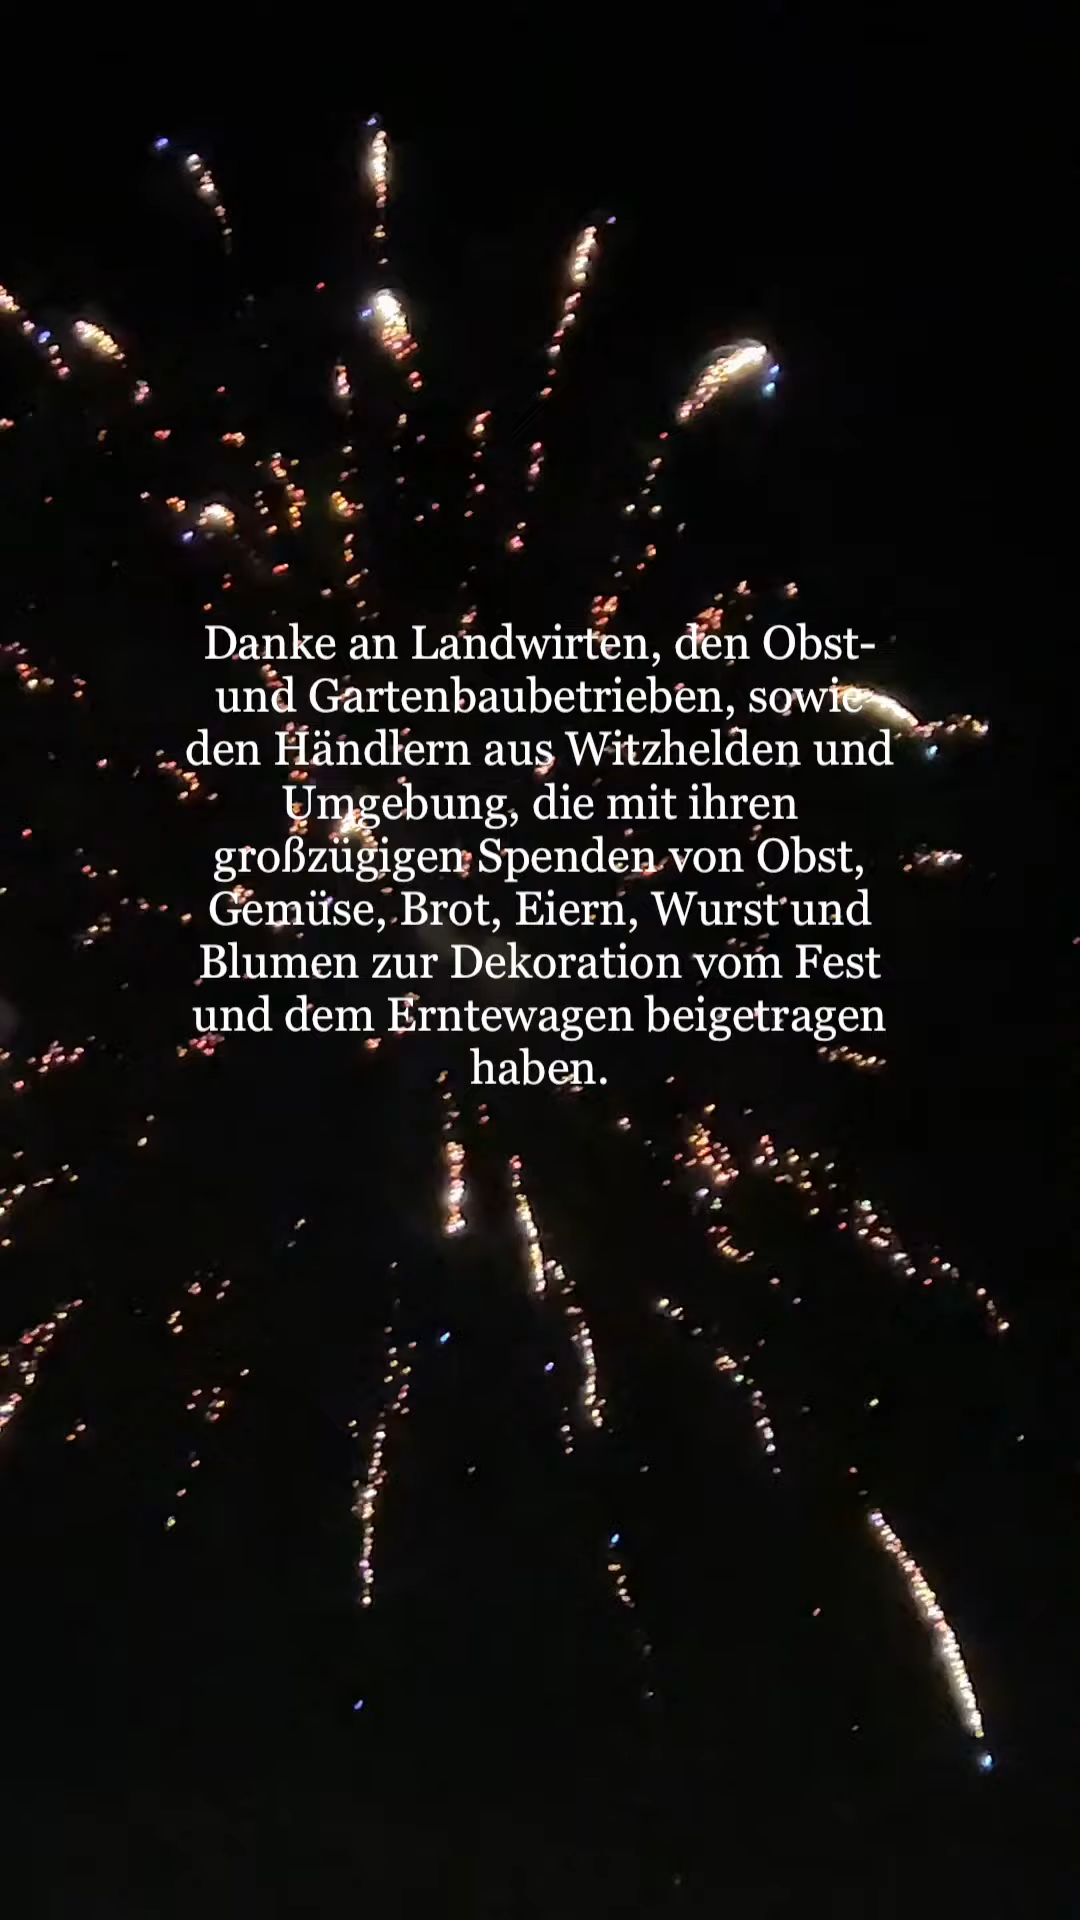 Danke an Landwirten, den Obst-
und Gartenbaubetrieben, sowie
den Händlern aus Witzhelden und
Umgebung, die mit ihren
großzügigen Spenden von Obst,
Gemüse, Brot, Eiern, Wurst und
Blumen zur Dekoration vom Fest
und dem Erntewagen beigetragen
haben.